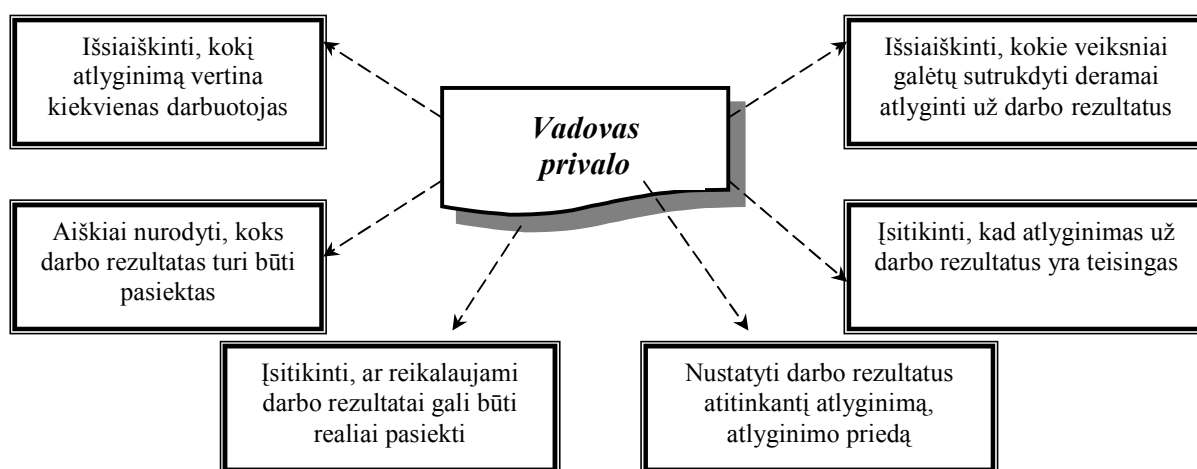 Išsiaiškinti, kokį
atlyginimą vertina
kiekvienas darbuotojas
Vadovas
privalo
Išsiaiškinti, kokie veiksniai
galėtų sutrukdyti deramai
atlyginti už darbo rezultatus
Aiškiai nurodyti, koks
darbo rezultatas turi būti
pasiektas
Įsitikinti, kad atlyginimas už
darbo rezultatus yra teisingas
Įsitikinti, ar reikalaujami
darbo rezultatai gali būti
realiai pasiekti
Nustatyti darbo rezultatus
atitinkantį atlyginimą,
atlyginimo priedą